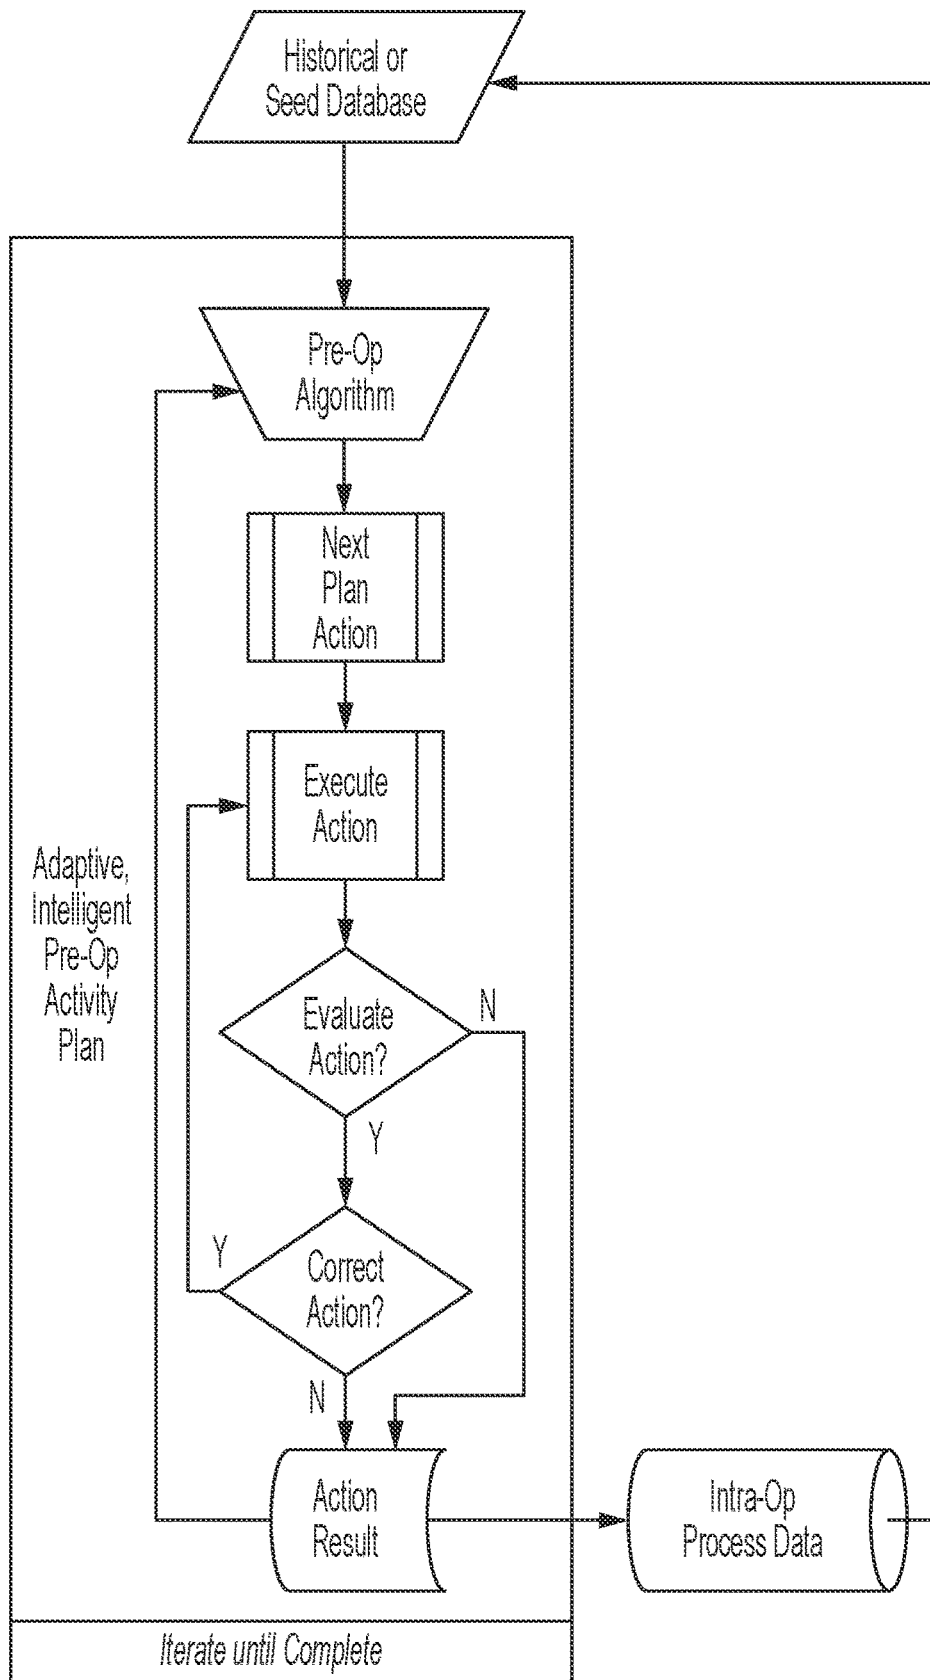 Historical or
Seed Database
Pre-Op
Algorithm
Next
Plan
Action
Execute
Action
Adaptive,
Intelligent
Pre-Op
Activity
Plan
Evaluate
Action?
N
Y
Correct
Action?
Y
N
Action
Result
Intra-Op
Process Data
Iterate until Complete